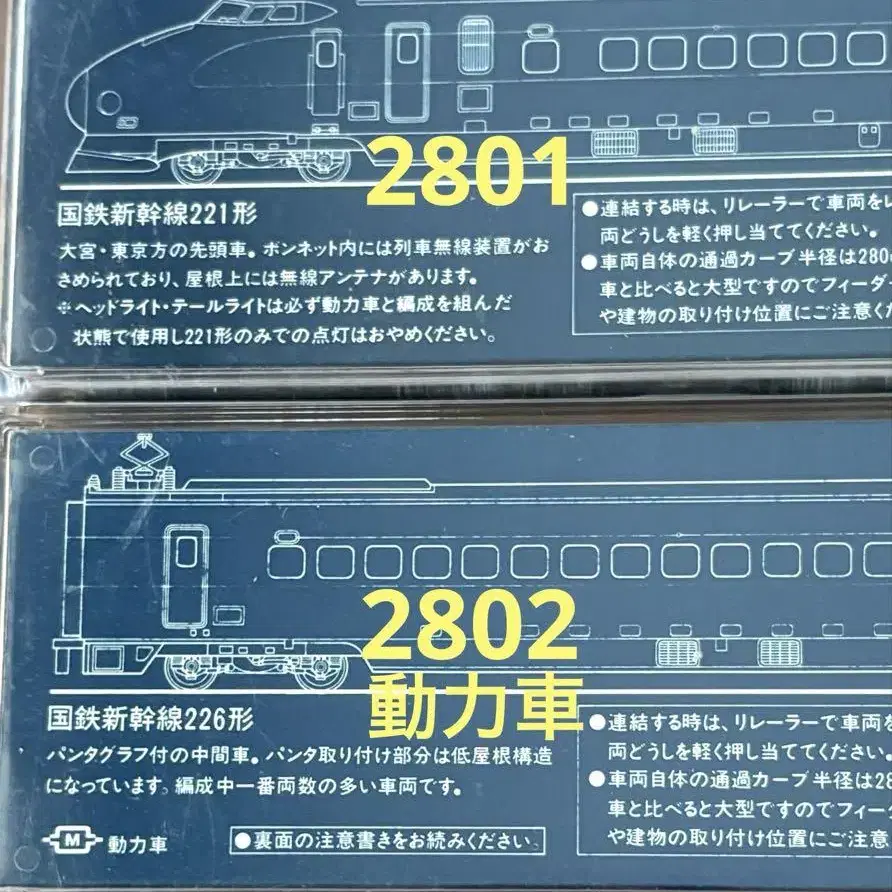 2801
国鉄新幹線221形
大宮・東京方の先頭車。ボンネット内には列車無線装置がお
さめられており、屋根上には無線アンテナがあります。
※ヘッドライト・テールライトは必ず動力車と編成を組んだ
状態で使用し221形のみでの点灯はおやめください。
●連結する時は、リレーラーで車両をレ
両どうしを軽く押し当ててください。
●車両自体の通過カーブ半径は280
車と比べると大型ですのでフィーダ
や建物の取り付け位置にご注意くだ
2802
動力車
国鉄新幹線226形
パンタグラフ付の中間車。パンタ取り付け部分は低屋根構造
になっています。編成中一番両数の多い車両です。
M 動力車
●裏面の注意書きをお読みください。
●連結する時は、リレーラーで車両を
両どうしを軽く押し当ててください。
●車両自体の通過カーブ半径は28
車と比べると大型ですのでフィー
や建物の取り付け位置にご注意